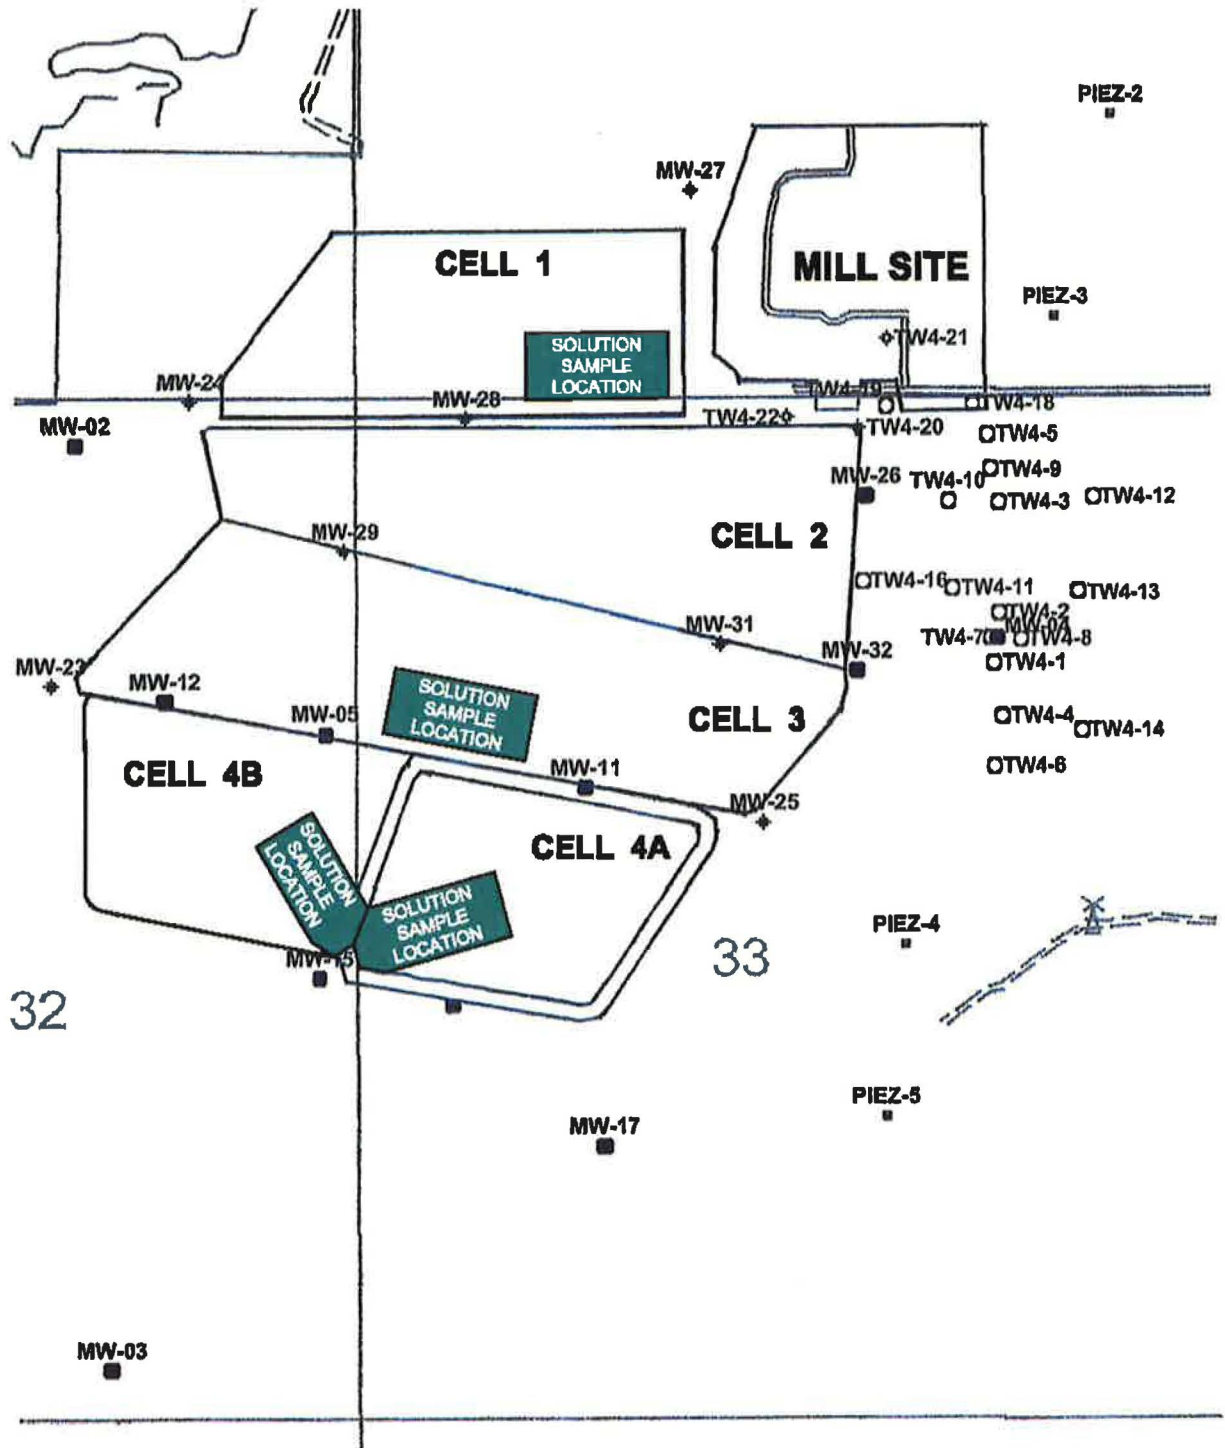 PIEZ-2
MW-27
CELL 1
MILL SITE
PIEZ-3
SOLUTION
SAMPLE
LOCATION
TW4-21
MW-24
MW-28
TW4-19
TW4-18
MW-02
TW4-22
TW4-20
TW4-5
MW-26
TW4-10
TW4-9
TW4-3
TW4-12
MW-29
CELL 2
TW4-16
TW4-11
TW4-13
TW4-2
MW-04
MW-31
TW4-7
TW4-8
MW-32
TW4-1
MW-23
MW-12
SOLUTION
SAMPLE
LOCATION
MW-05
CELL 3
TW4-4
TW4-14
CELL 4B
MW-11
TW4-6
MW-25
CELL 4A
SOLUTION
SAMPLE
LOCATION
SOLUTION
SAMPLE
LOCATION
PIEZ-4
MW-15
33
32
PIEZ-5
MW-17
MW-03